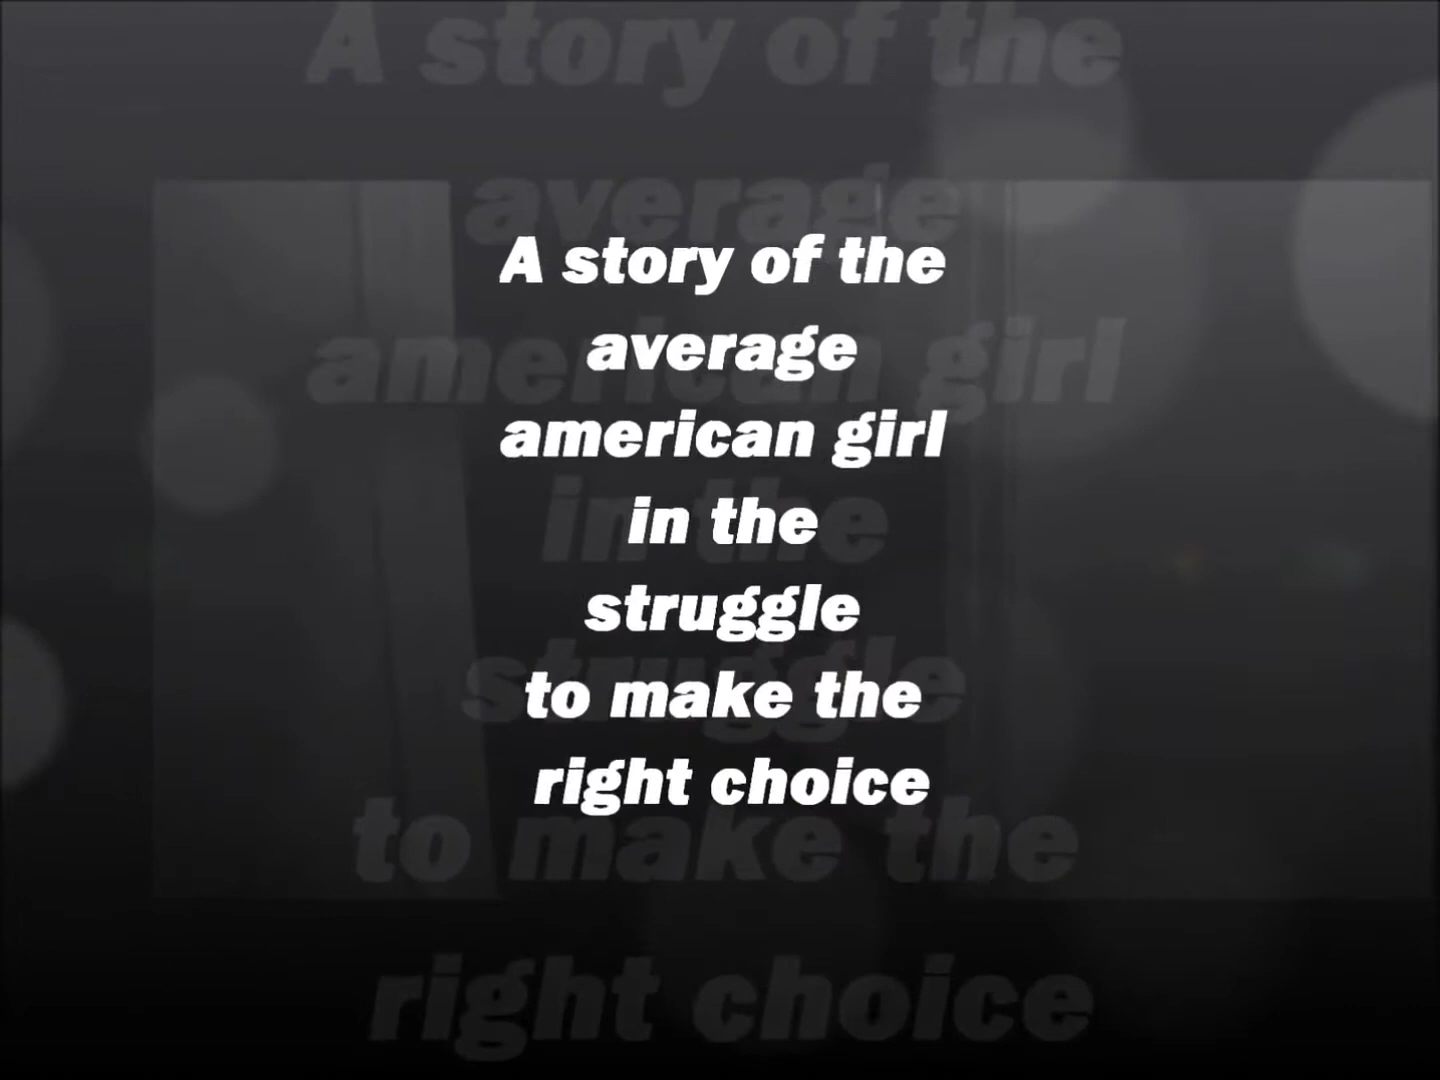 A story of the
average
american girl
in the
struggle
to make the
right choice